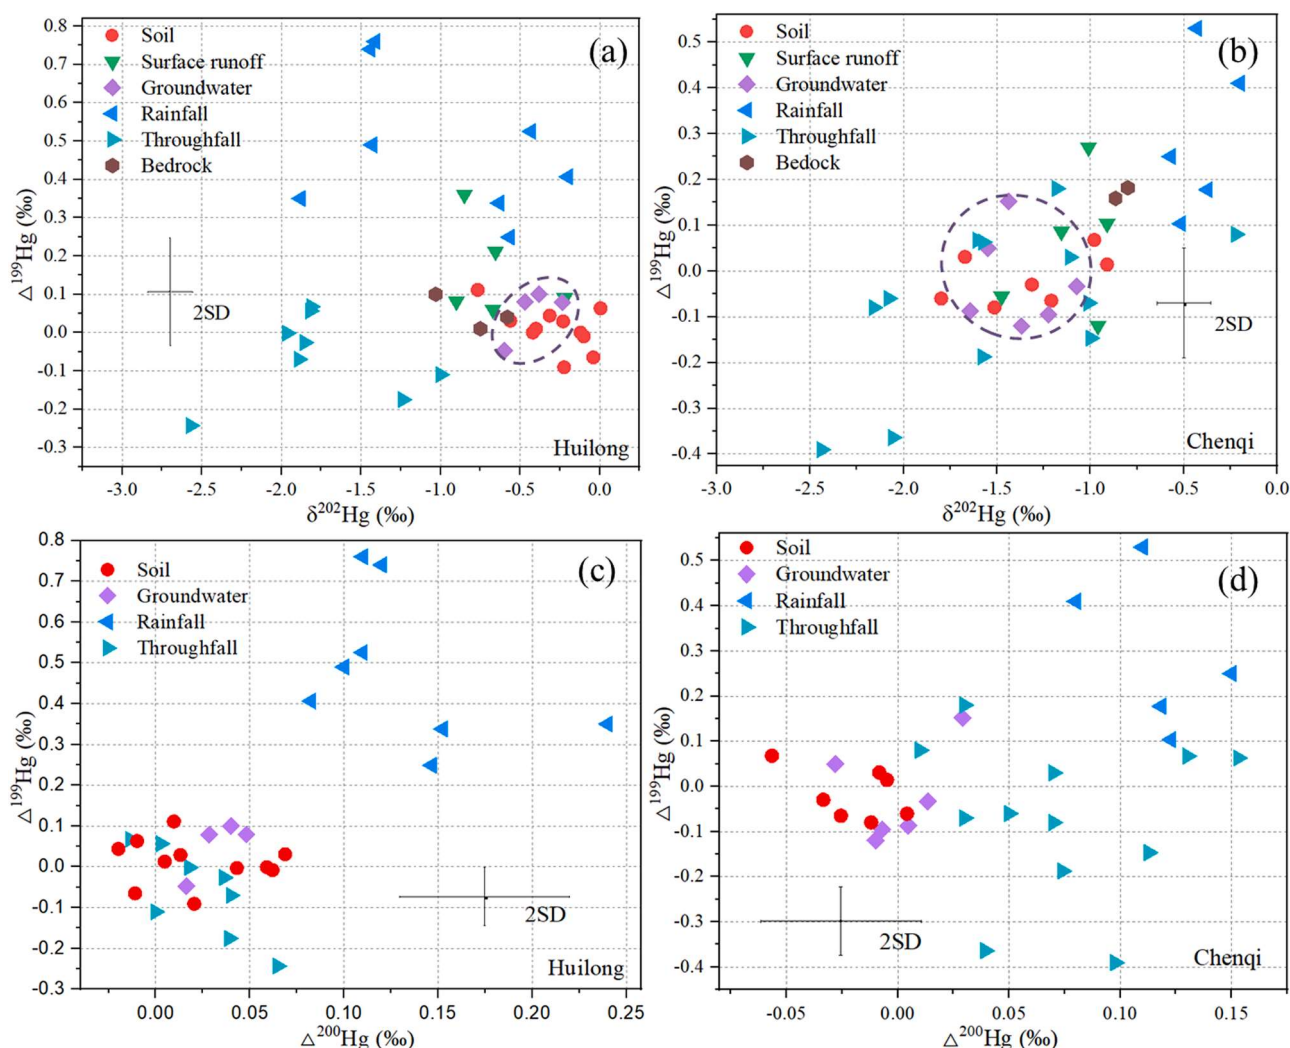 0.8
0.7
0.6
0.5
0.4
0.3
0.2
0.1
0.0
-0.1
-0.2
-0.3
△¹⁹⁹Hg (‰)
Soil
Surface runoff
Groundwater
Rainfall
Throughfall
Bedrock
(a)
2SD
Huilong
-3.0 -2.5 -2.0 -1.5 -1.0 -0.5 0.0
δ²⁰²Hg (‰)
0.5
0.4
0.3
0.2
0.1
0.0
-0.1
-0.2
-0.3
-0.4
△¹⁹⁹Hg (‰)
Soil
Surface runoff
Groundwater
Rainfall
Throughfall
Bedock
(b)
2SD
Chenqi
-3.0 -2.5 -2.0 -1.5 -1.0 -0.5 0.0
δ²⁰²Hg (‰)
0.8
0.7
0.6
0.5
0.4
0.3
0.2
0.1
0.0
-0.1
-0.2
-0.3
△¹⁹⁹Hg (‰)
Soil
Groundwater
Rainfall
Throughfall
(c)
2SD
Huilong
0.00 0.05 0.10 0.15 0.20 0.25
△²⁰⁰Hg (‰)
0.5
0.4
0.3
0.2
0.1
0.0
-0.1
-0.2
-0.3
-0.4
△¹⁹⁹Hg (‰)
Soil
Groundwater
Rainfall
Throughfall
(d)
2SD
Chenqi
-0.05 0.00 0.05 0.10 0.15
△²⁰⁰Hg (‰)